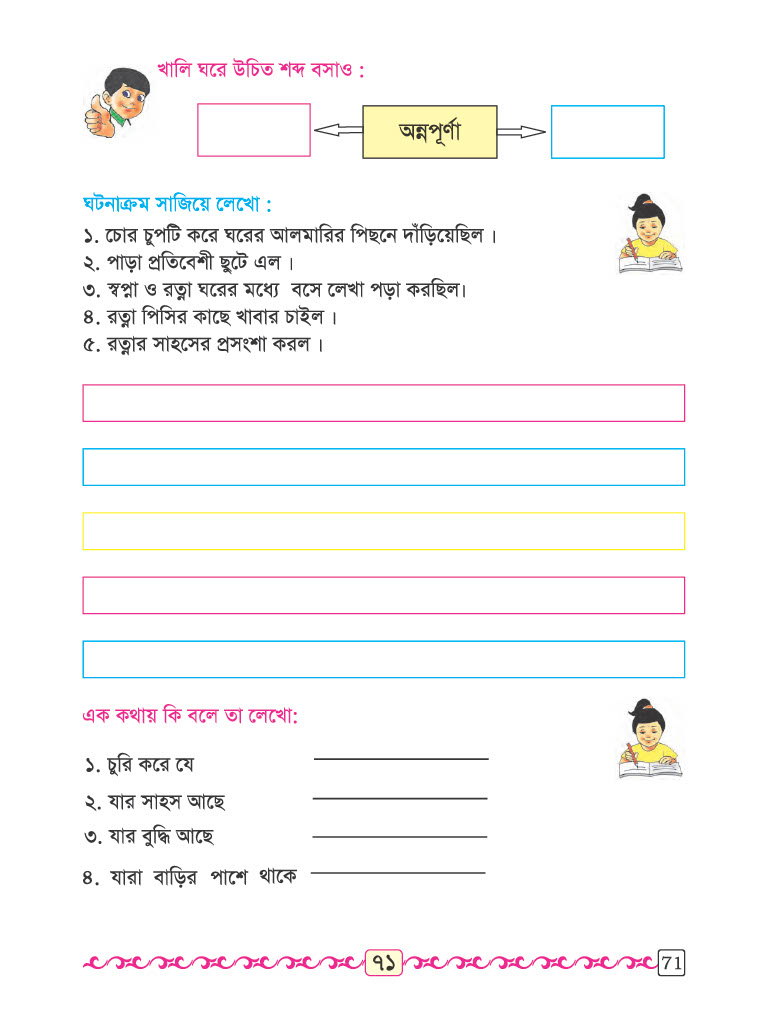 খালি ঘরে উচিত শব্দ বসাও :
অন্নপূর্ণা
ঘটনাক্রম সাজিয়ে লেখো :
১. চোর চুপটি করে ঘরের আলমারির পিছনে দাঁড়িয়েছিল ।
২. পাড়া প্রতিবেশী ছুটে এল ।
৩. স্বপ্না ও রত্না ঘরের মধ্যে বসে লেখা পড়া করছিল।
৪. রত্না পিসির কাছে খাবার চাইল ।
৫. রত্নার সাহসের প্রসংশা করল ।
এক কথায় কি বলে তা লেখো:
১. চুরি করে যে
২. যার সাহস আছে
৩. যার বুদ্ধি আছে
৪. যারা বাড়ির পাশে থাকে
৭১ 71